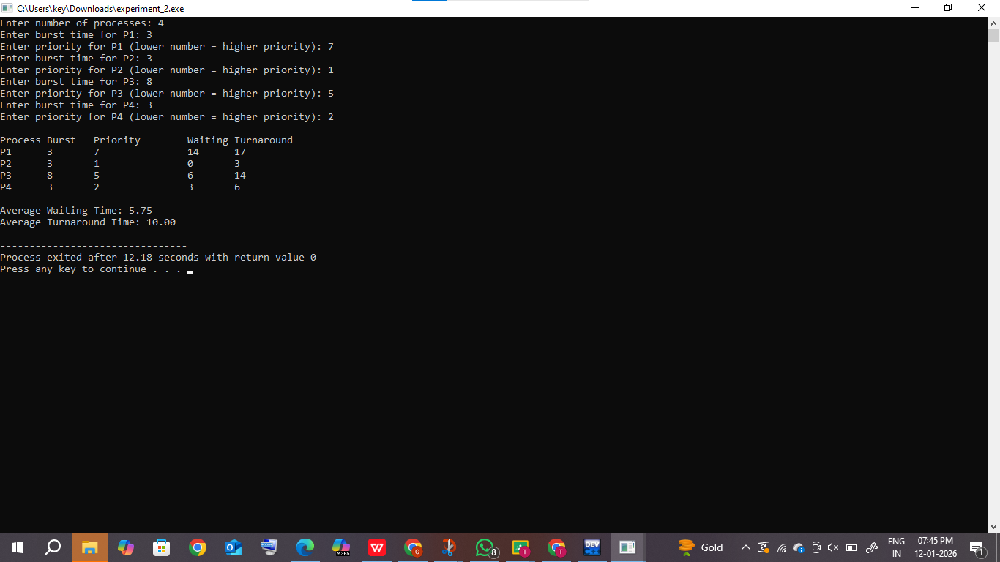 C:\Users\key\Downloads\experiment_2.exe
Enter number of processes: 4
Enter burst time for P1: 3
Enter priority for P1 (lower number = higher priority): 7
Enter burst time for P2: 3
Enter priority for P2 (lower number = higher priority): 1
Enter burst time for P3: 8
Enter priority for P3 (lower number = higher priority): 5
Enter burst time for P4: 3
Enter priority for P4 (lower number = higher priority): 2
Process Burst Priority Waiting Turnaround
P1 3 7 14 17
P2 3 1 0 3
P3 8 5 6 14
P4 3 2 3 6
Average Waiting Time: 5.75
Average Turnaround Time: 10.00
--------------------------------
Process exited after 12.18 seconds with return value 0
Press any key to continue . . .
M365
W
G
8
T
T
DEV
Gold
ENG
IN
07:45 PM
12-01-2026
1